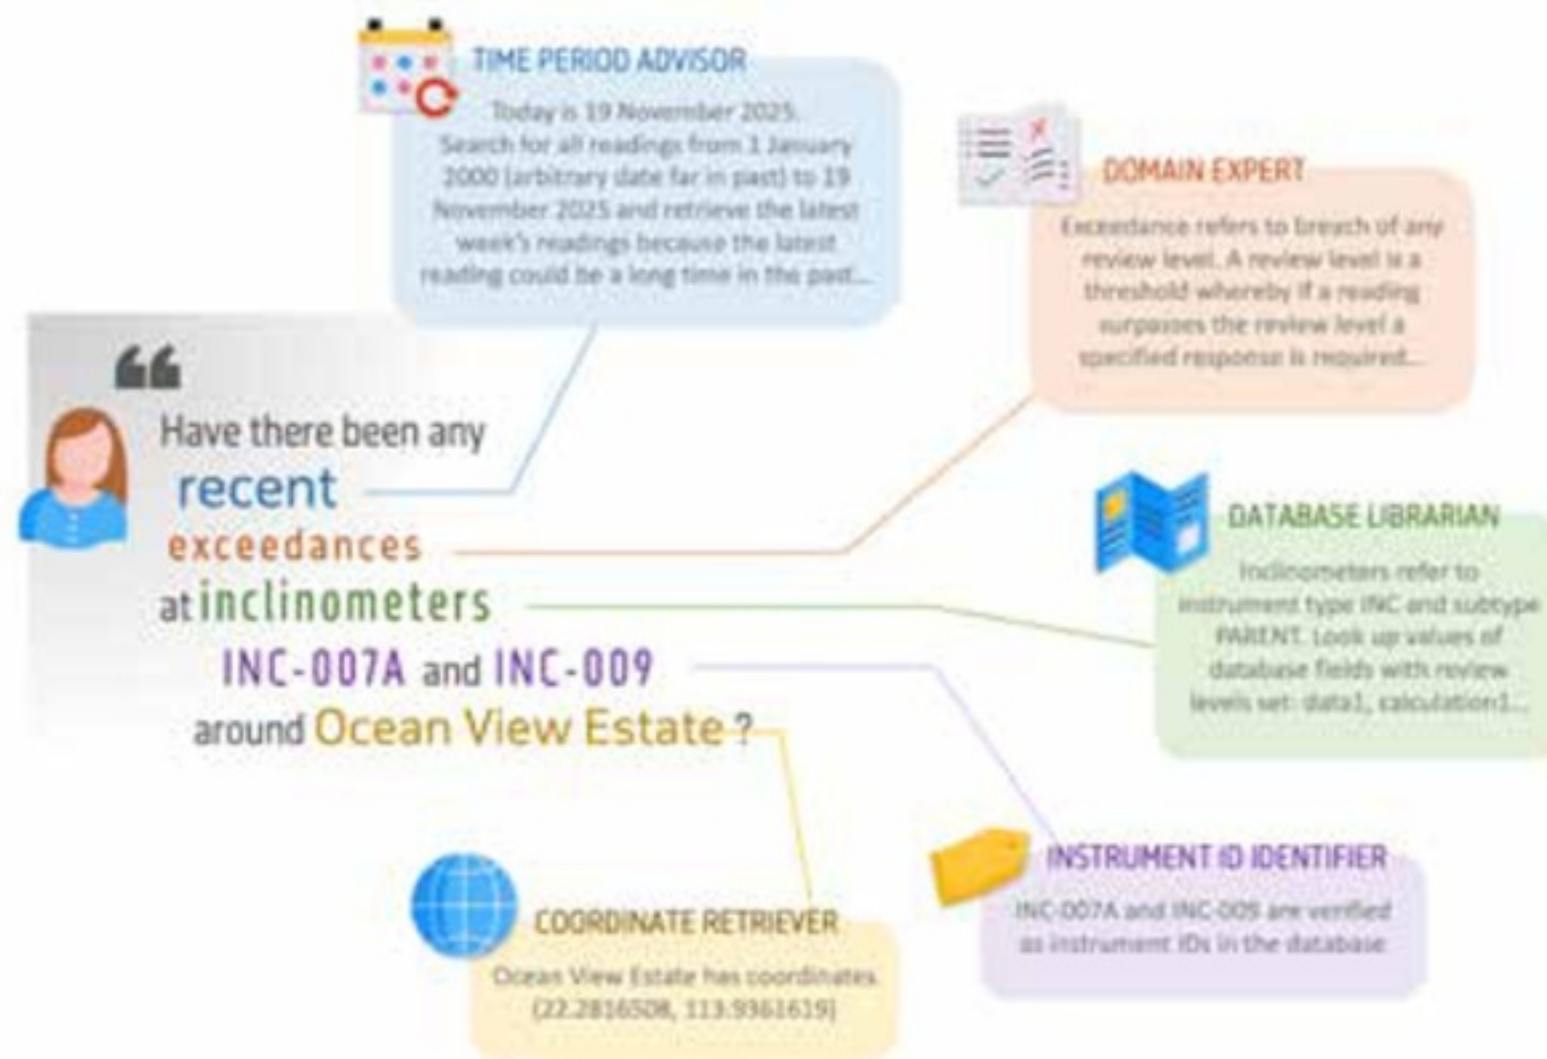 TIME PERIOD ADVISOR
Today is 19 November 2025.
Search for all readings from 1 January
2000 (arbitrary date far in past) to 19
November 2025 and retrieve the latest
week's readings because the latest
reading could be a long time in the past...
DOMAIN EXPERT
Exceedance refers to breach of any
review level. A review level is a
threshold whereby if a reading
surpasses the review level a
specified response is required...
“
Have there been any
recent
exceedances
at inclinometers
INC-007A and INC-009
around Ocean View Estate ?
DATABASE LIBRARIAN
Inclinometers refer to
instrument type INC and subtype
PARENT. Look up values of
database fields with review
levels set: data1, calculation1...
INSTRUMENT ID IDENTIFIER
INC-007A and INC-009 are verified
as instrument IDs in the database
COORDINATE RETRIEVER
Ocean View Estate has coordinates
(22.2816508, 113.9361619)